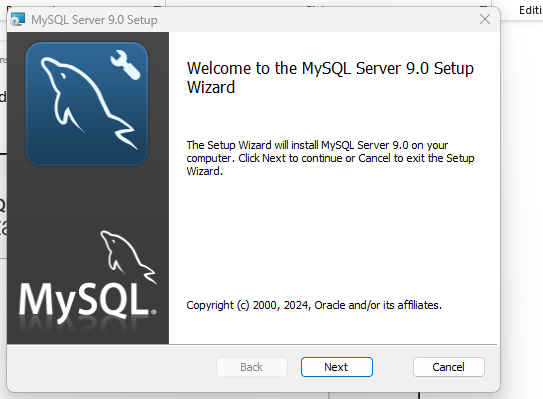 Editi
MySQL Server 9.0 Setup
Welcome to the MySQL Server 9.0 Setup
Wizard
The Setup Wizard will install MySQL Server 9.0 on your
computer. Click Next to continue or Cancel to exit the Setup
Wizard.
MySQL®
Copyright (c) 2000, 2024, Oracle and/or its affiliates.
Back
Next
Cancel